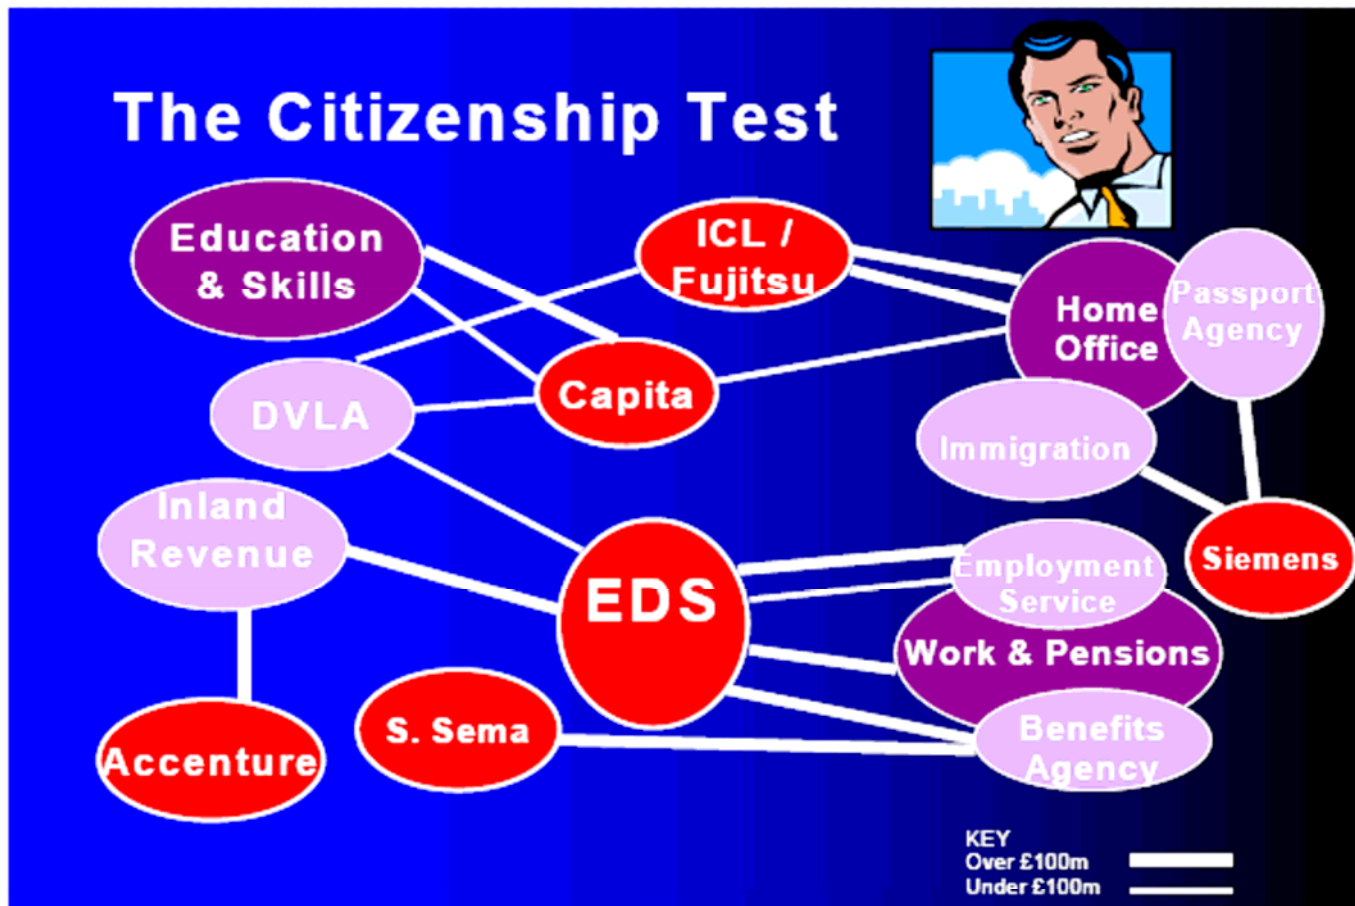 The Citizenship Test
Education
& Skills
ICL /
Fujitsu
Home
Office
Passport
Agency
DVLA
Capita
Immigration
Inland
Revenue
EDS
Employment
Service
Siemens
Work & Pensions
Accenture
S. Sema
Benefits
Agency
KEY
Over £100m
Under £100m